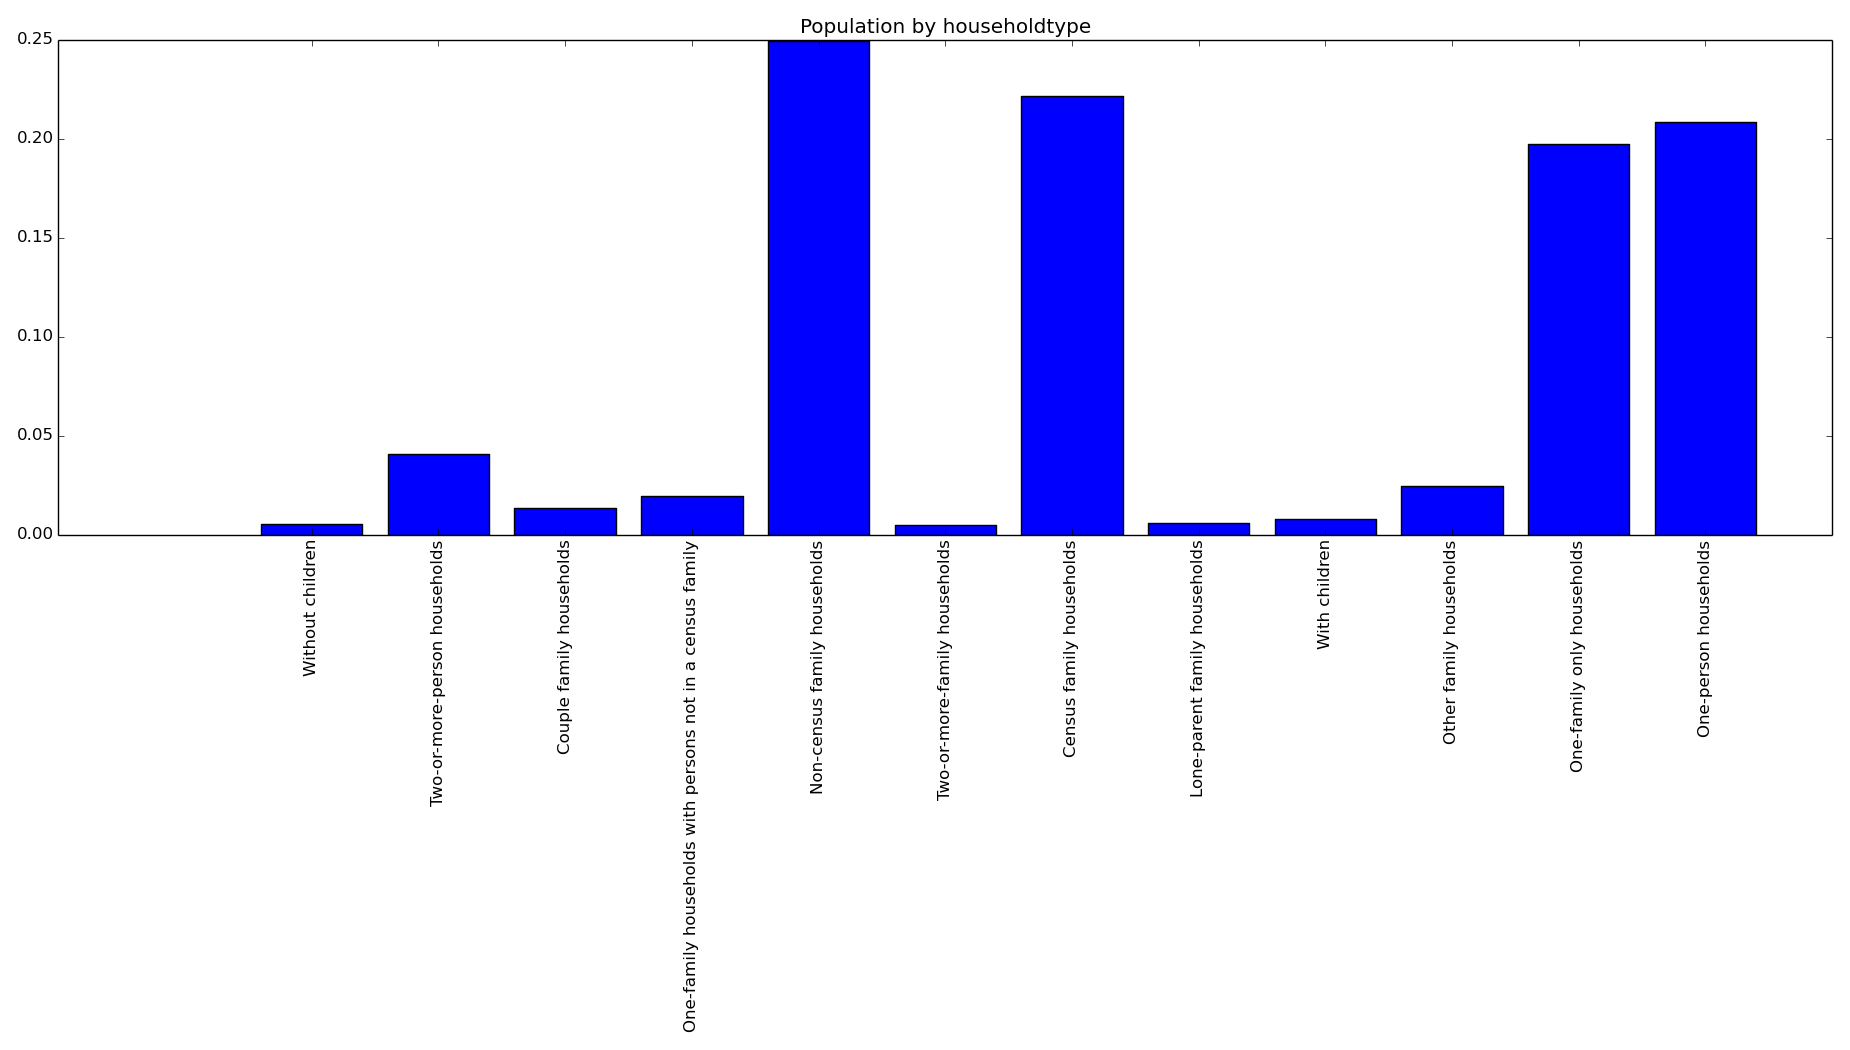 Population by householdtype
0.25
0.20
0.15
0.10
0.05
0.00
Without children
Two-or-more-person households
Couple family households
One-family households with persons not in a census family
Non-census family households
Two-or-more-family households
Census family households
Lone-parent family households
With children
Other family households
One-family only households
One-person households